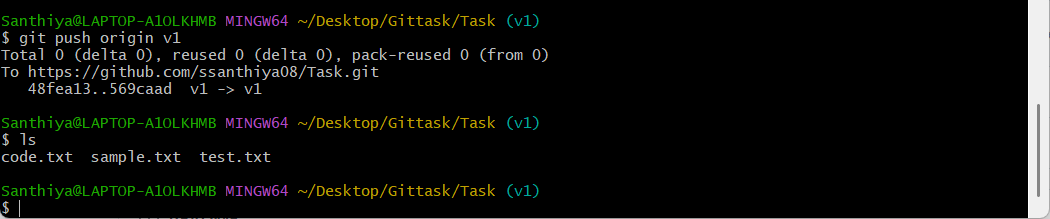 Santhiya@LAPTOP-A1OLKHMB MINGW64 ~/Desktop/Gittask/Task (v1)
$ git push origin v1
Total 0 (delta 0), reused 0 (delta 0), pack-reused 0 (from 0)
To https://github.com/ssanthiya08/Task.git
   48fea13..569caad  v1 -> v1
Santhiya@LAPTOP-A1OLKHMB MINGW64 ~/Desktop/Gittask/Task (v1)
$ ls
code.txt  sample.txt  test.txt
Santhiya@LAPTOP-A1OLKHMB MINGW64 ~/Desktop/Gittask/Task (v1)
$